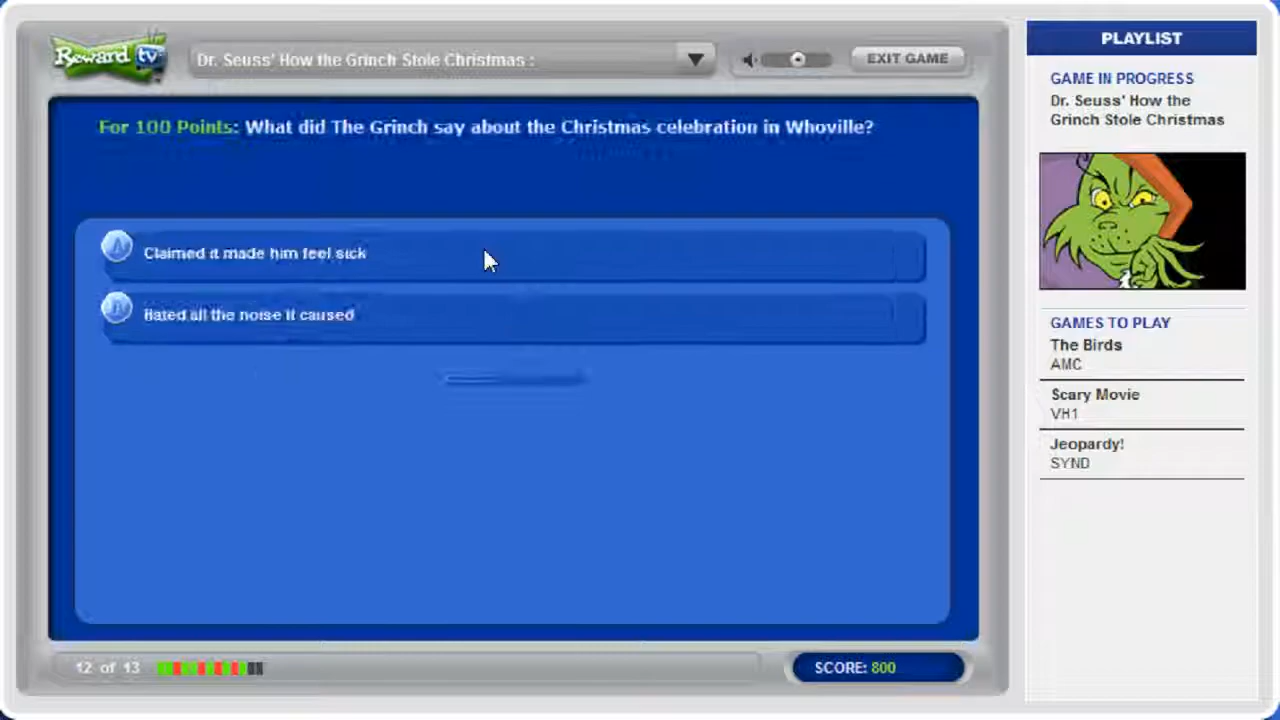 Reward tv
Dr. Seuss' How the Grinch Stole Christmas :
EXIT GAME
For 100 Points: What did The Grinch say about the Christmas celebration in Whoville?
A
Claimed it made him feel sick
B
Hated all the noise it caused
12 of 13
SCORE: 800
PLAYLIST
GAME IN PROGRESS
Dr. Seuss' How the
Grinch Stole Christmas
GAMES TO PLAY
The Birds
AMC
Scary Movie
VH1
Jeopardy!
SYND